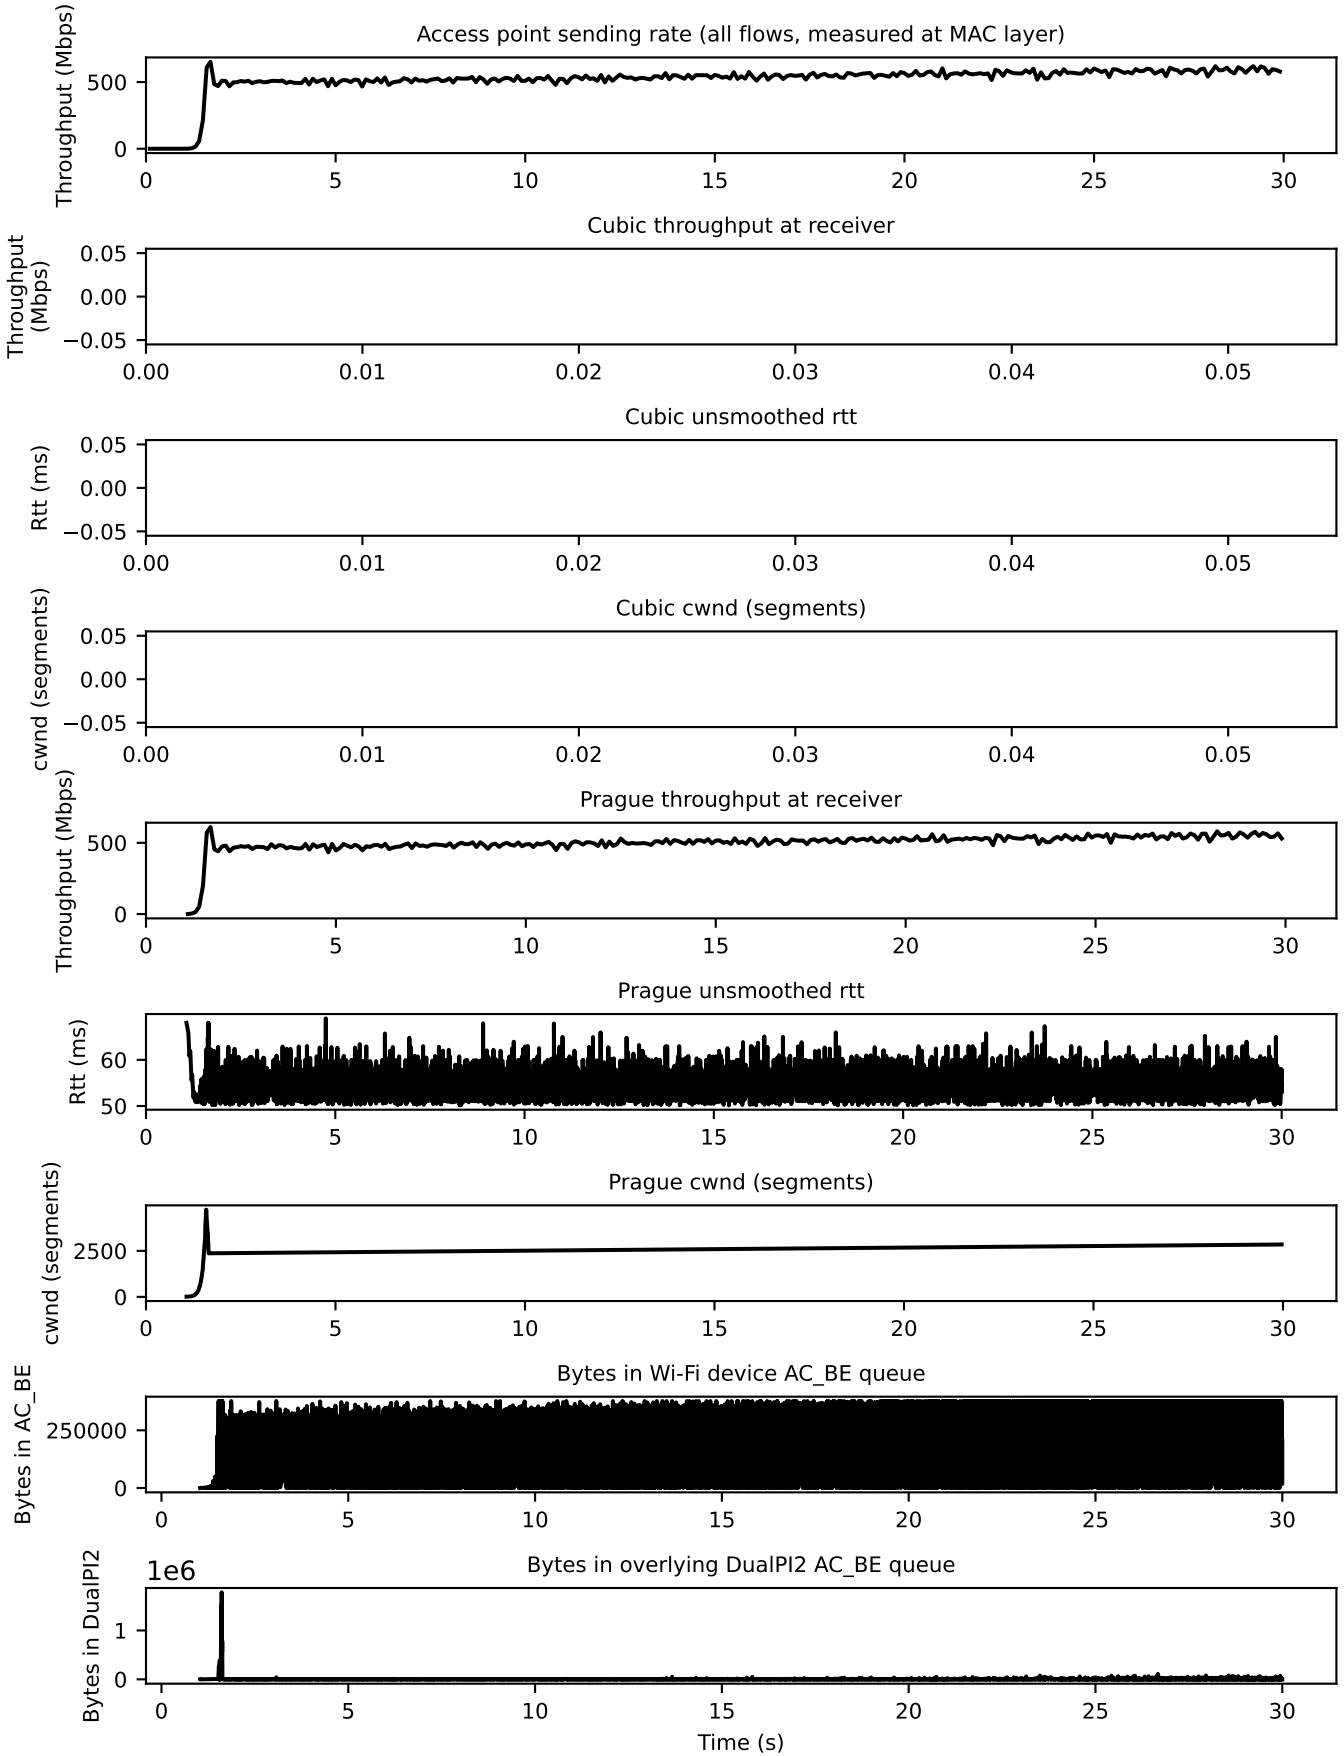 Access point sending rate (all flows, measured at MAC layer)
Throughput (Mbps)
500
0
0 5 10 15 20 25 30
Cubic throughput at receiver
Throughput
(Mbps)
0.05
0.00
−0.05
0.00 0.01 0.02 0.03 0.04 0.05
Cubic unsmoothed rtt
Rtt (ms)
0.05
0.00
−0.05
0.00 0.01 0.02 0.03 0.04 0.05
Cubic cwnd (segments)
cwnd (segments)
0.05
0.00
−0.05
0.00 0.01 0.02 0.03 0.04 0.05
Prague throughput at receiver
Throughput (Mbps)
500
0
0 5 10 15 20 25 30
Prague unsmoothed rtt
Rtt (ms)
60
50
0 5 10 15 20 25 30
Prague cwnd (segments)
cwnd (segments)
2500
0
0 5 10 15 20 25 30
Bytes in Wi-Fi device AC_BE queue
Bytes in AC_BE
250000
0
0 5 10 15 20 25 30
1e6
Bytes in overlying DualPI2 AC_BE queue
Bytes in DualPI2
1
0
0 5 10 15 20 25 30
Time (s)